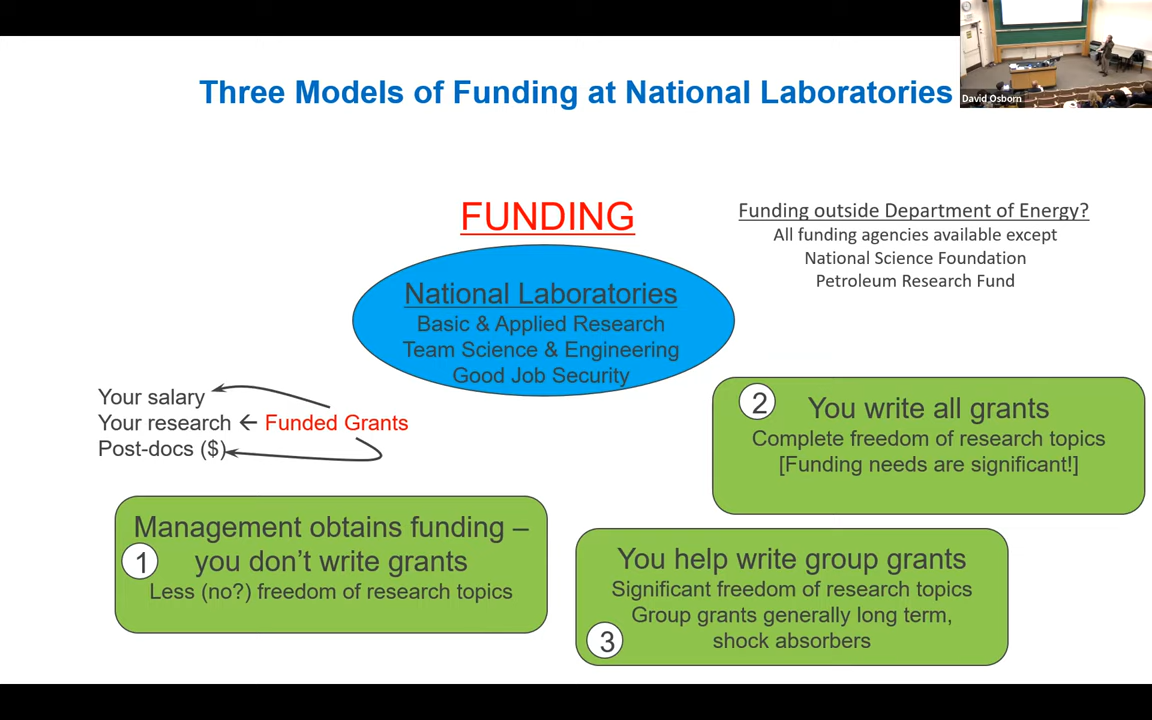 Three Models of Funding at National Laboratories
David Osborn
FUNDING
Funding outside Department of Energy?
All funding agencies available except
National Science Foundation
Petroleum Research Fund
National Laboratories
Basic & Applied Research
Team Science & Engineering
Good Job Security
Your salary
Your research ← Funded Grants
Post-docs ($)
2
You write all grants
Complete freedom of research topics
[Funding needs are significant!]
Management obtains funding –
1
you don’t write grants
Less (no?) freedom of research topics
You help write group grants
Significant freedom of research topics
Group grants generally long term,
shock absorbers
3